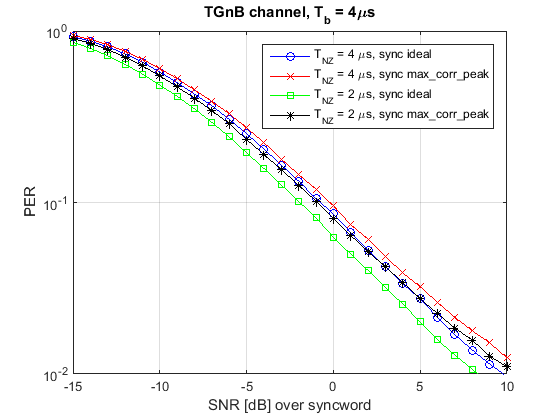 TGnB channel, T_b = 4μs
T_NZ = 4 μs, sync ideal
T_NZ = 4 μs, sync max_corr_peak
T_NZ = 2 μs, sync ideal
T_NZ = 2 μs, sync max_corr_peak
10^0
10^-1
10^-2
PER
-15 -10 -5 0 5 10
SNR [dB] over syncword